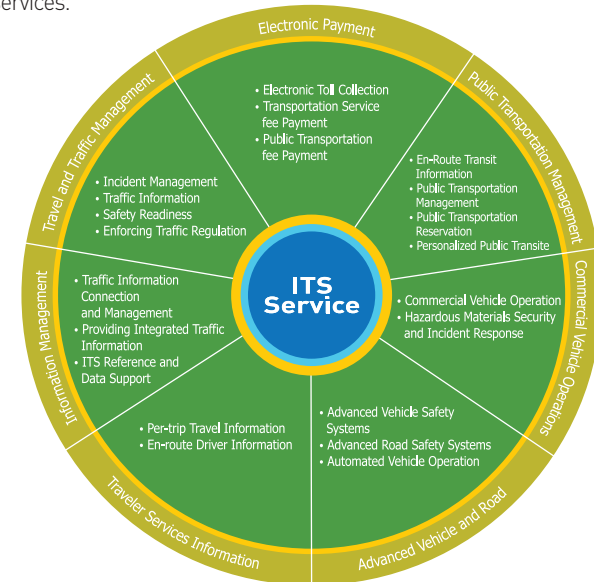 services.
Electronic Payment
• Electronic Toll Collection
• Transportation Service
fee Payment
• Public Transportation
fee Payment
Public Transportation Management
• En-Route Transit
Information
• Public Transportation
Management
• Public Transportation
Reservation
• Personalized Public Transite
Commercial Vehicle Operations
• Commercial Vehicle Operation
• Hazardous Materials Security
and Incident Response
Advanced Vehicle and Road
• Advanced Vehicle Safety
Systems
• Advanced Road Safety Systems
• Automated Vehicle Operation
Traveler Services Information
• Per-trip Travel Information
• En-route Driver Information
Information Management
• Traffic Information
Connection
and Management
• Providing Integrated Traffic
Information
• ITS Reference and
Data Support
Travel and Traffic Management
• Incident Management
• Traffic Information
• Safety Readiness
• Enforcing Traffic Regulation
ITS
Service